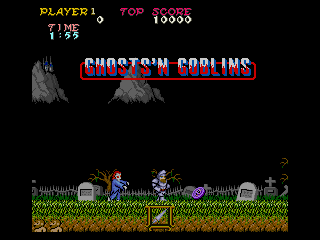 PLAYER 1 TOP SCORE
0 10000
TIME
1:55
GHOSTS'N GOBLINS